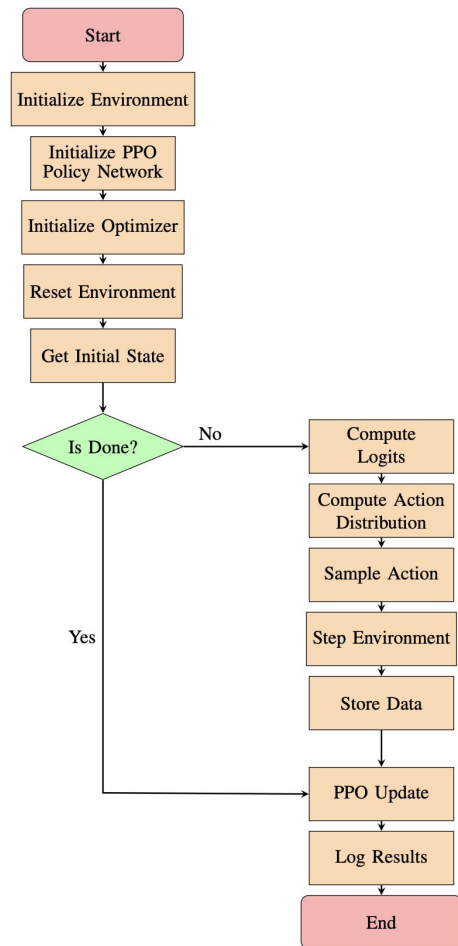 Start
Initialize Environment
Initialize PPO
Policy Network
Initialize Optimizer
Reset Environment
Get Initial State
Is Done?
No
Compute
Logits
Compute Action
Distribution
Sample Action
Step Environment
Store Data
Yes
PPO Update
Log Results
End